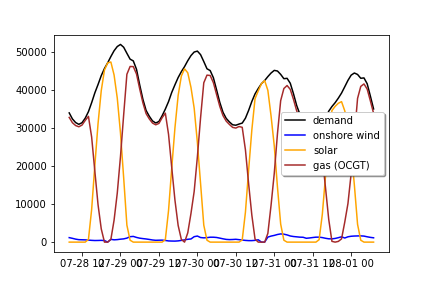 50000
40000
30000
20000
10000
0
demand
onshore wind
solar
gas (OCGT)
07-28 12 07-29 00 07-29 12 07-30 00 07-30 12 07-31 00 07-31 12 08-01 00